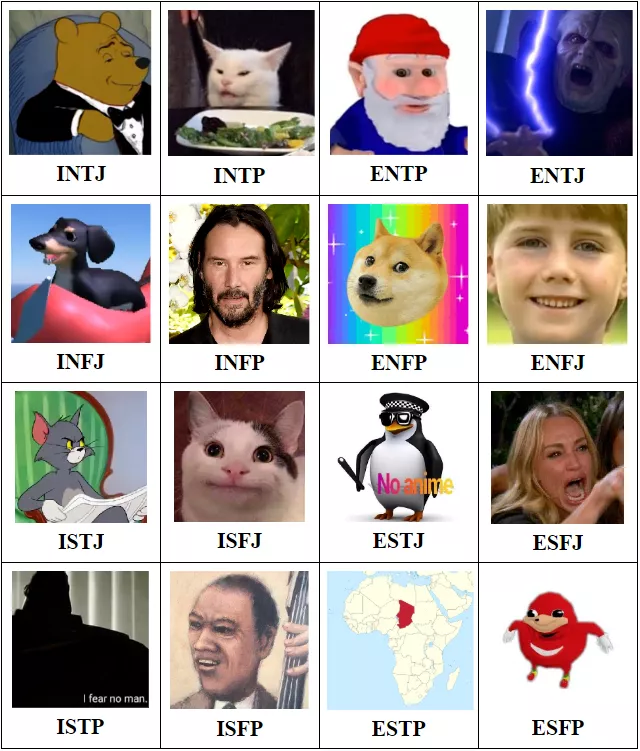 INTJ
INTP
ENTP
ENTJ
INFJ
INFP
ENFP
ENFJ
ISTJ
ISFJ
No anime
ESTJ
ESFJ
I fear no man.
ISTP
ISFP
ESTP
ESFP